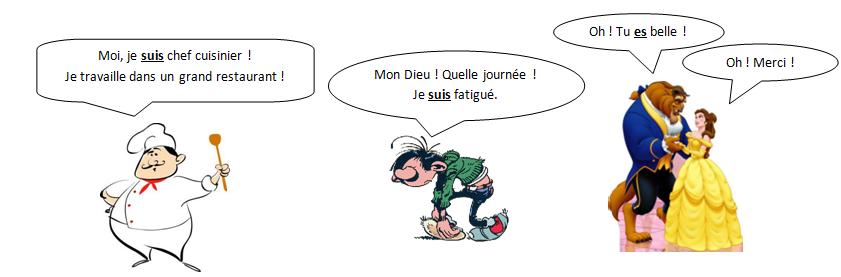 Moi, je suis chef cuisinier !
Je travaille dans un grand restaurant !
Mon Dieu ! Quelle journée !
Je suis fatigué.
Oh ! Tu es belle !
Oh ! Merci !